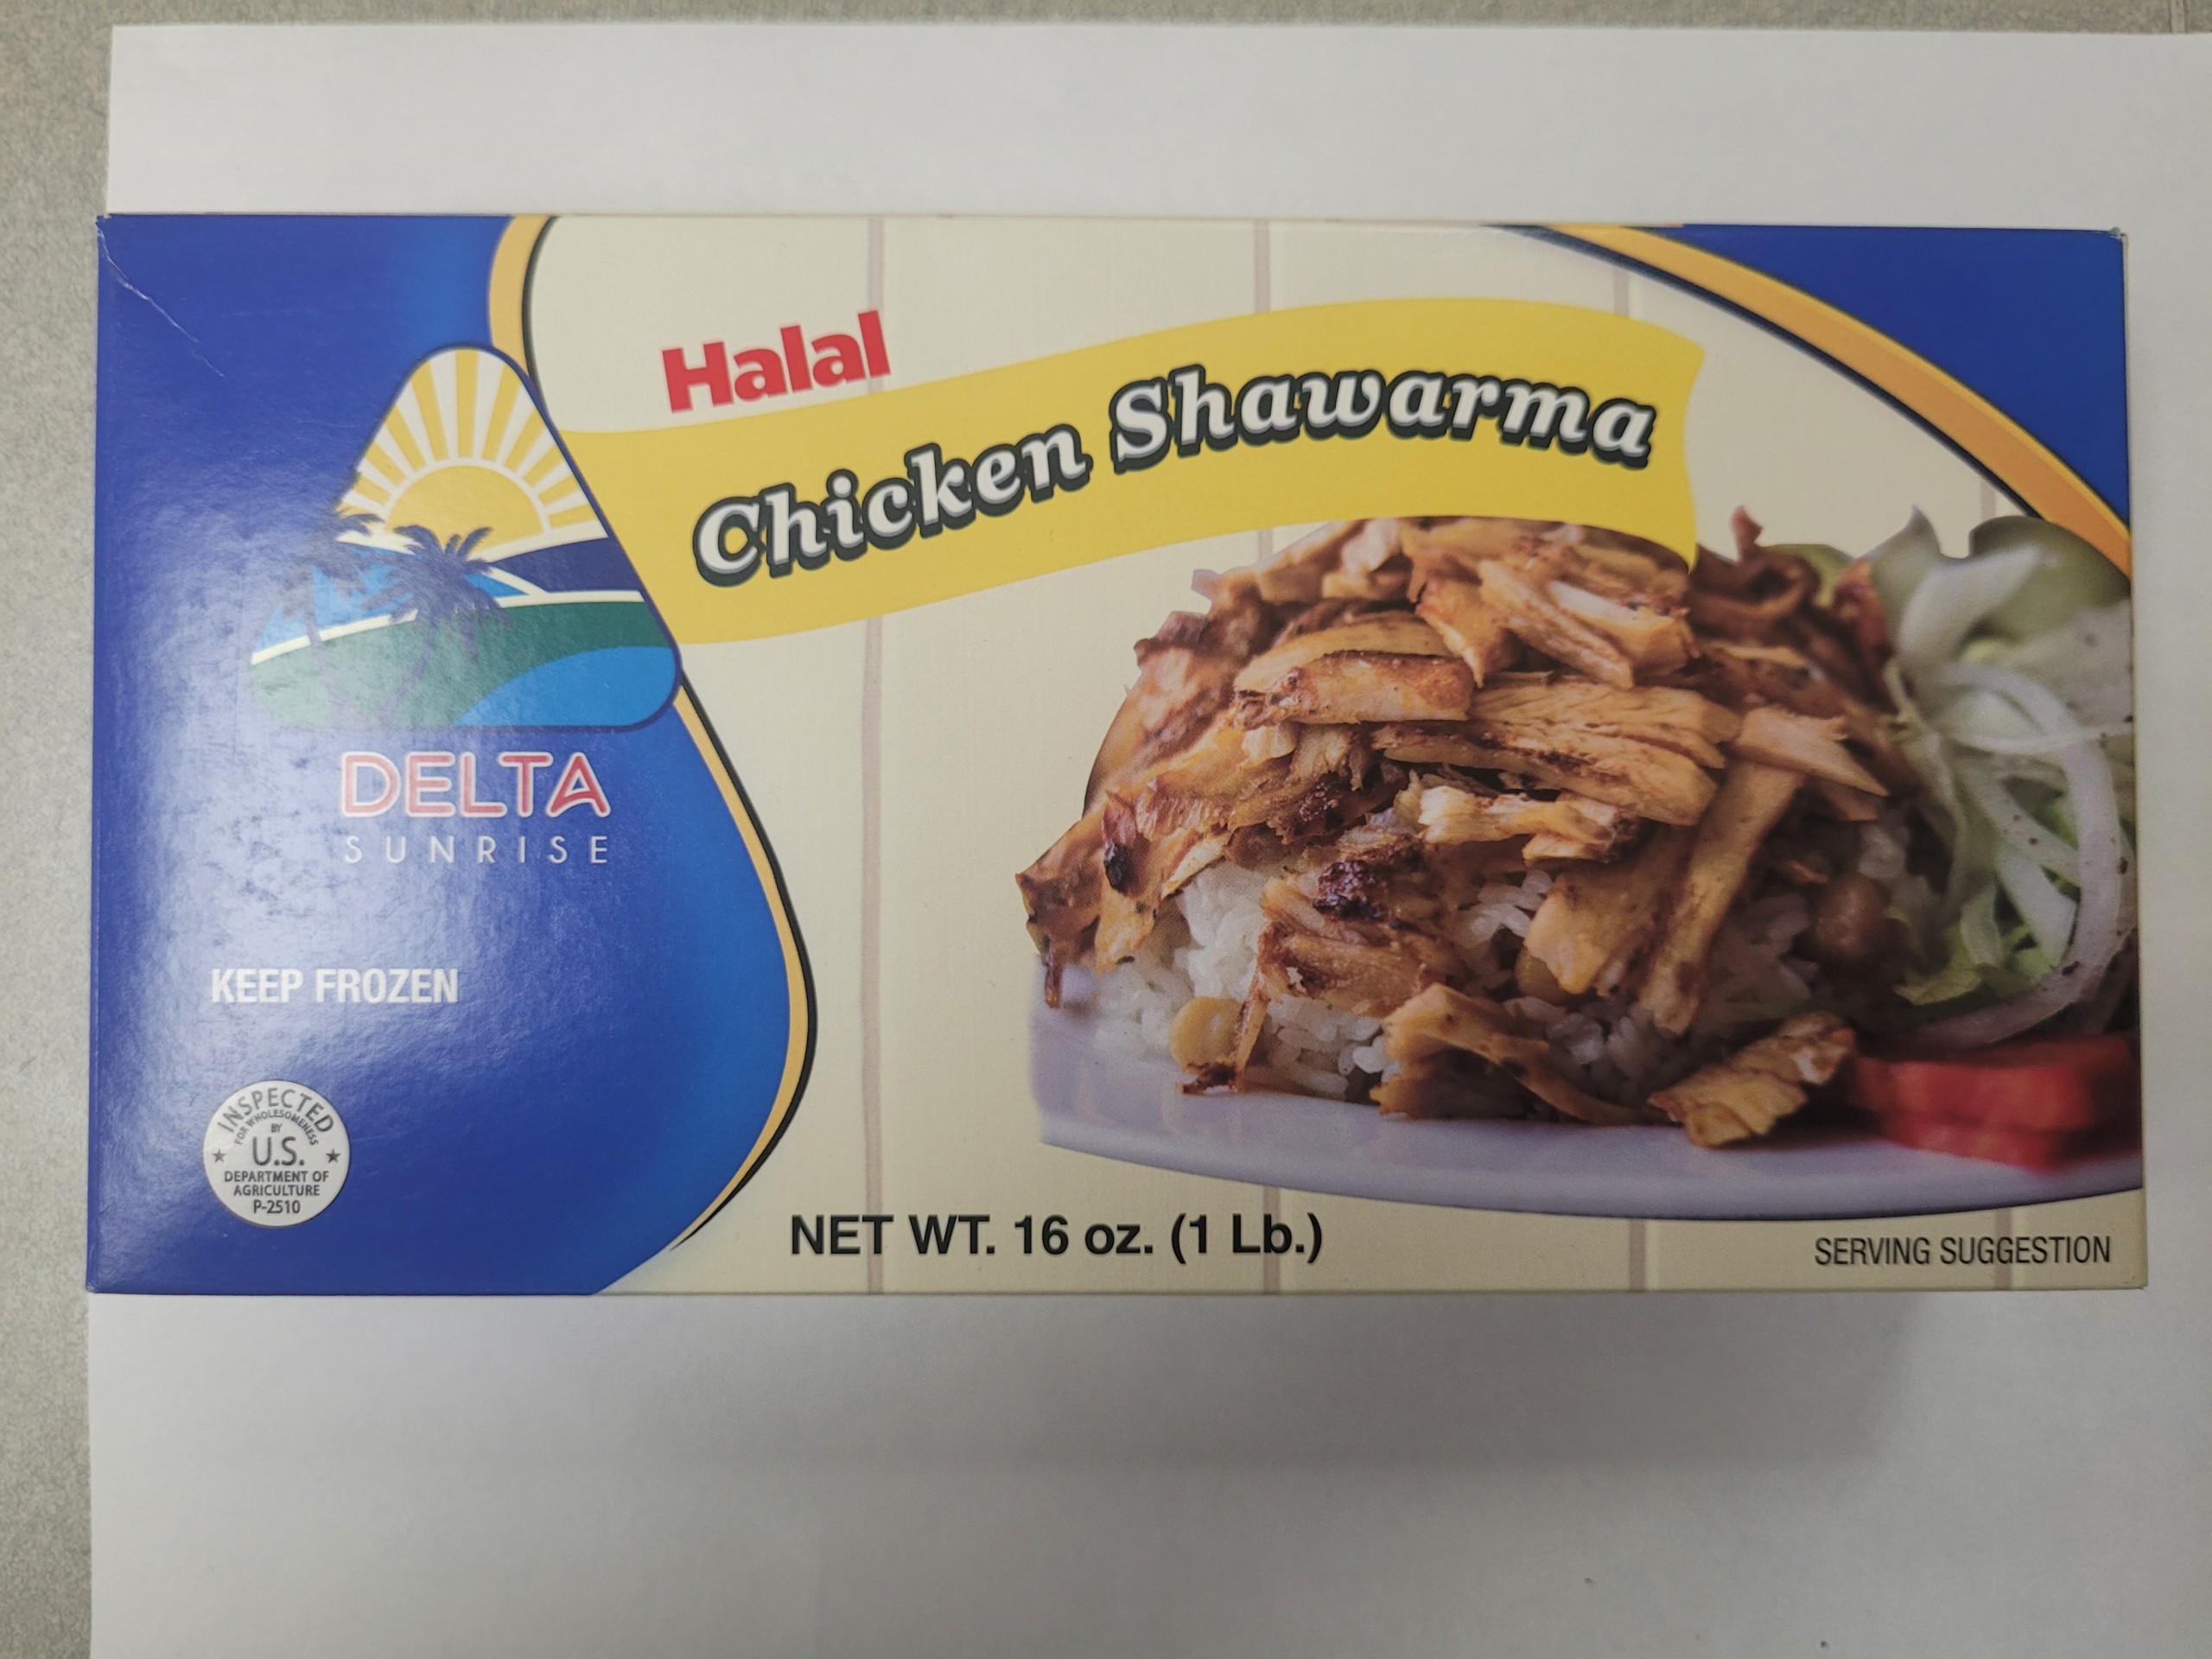 Halal
Chicken Shawarma
DELTA
SUNRISE
KEEP FROZEN
INSPECTED
FOR WHOLESOMENESS
BY
U.S.
DEPARTMENT OF
AGRICULTURE
P-2510
NET WT. 16 oz. (1 Lb.)
SERVING SUGGESTION